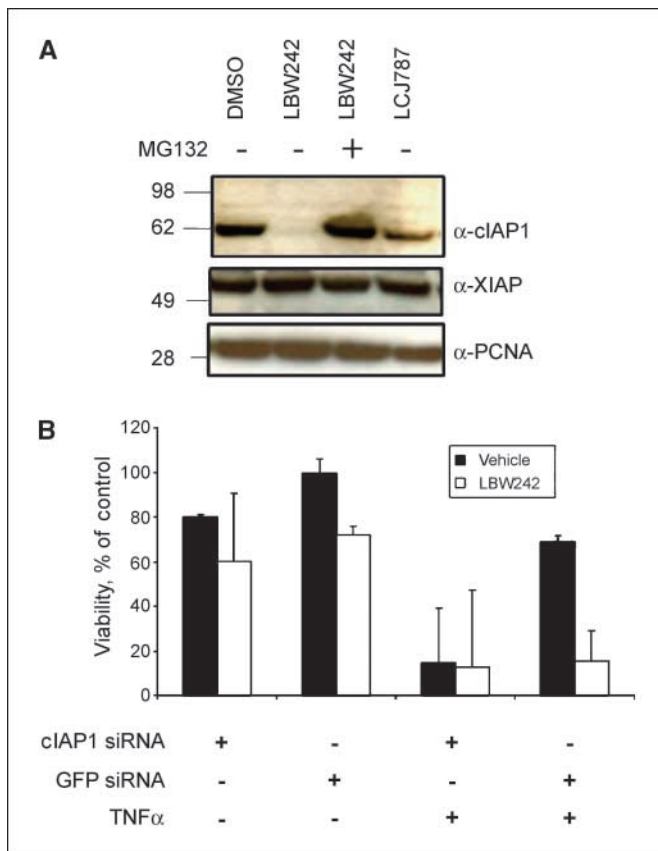 A
DMSO
LBW242
LBW242
LCJ787
MG132 - - + -
98
62
α-cIAP1
49
α-XIAP
28
α-PCNA
B
Viability, % of control
120
100
80
60
40
20
0
Vehicle
LBW242
cIAP1 siRNA + - + -
GFP siRNA - + - +
TNFα - - + +